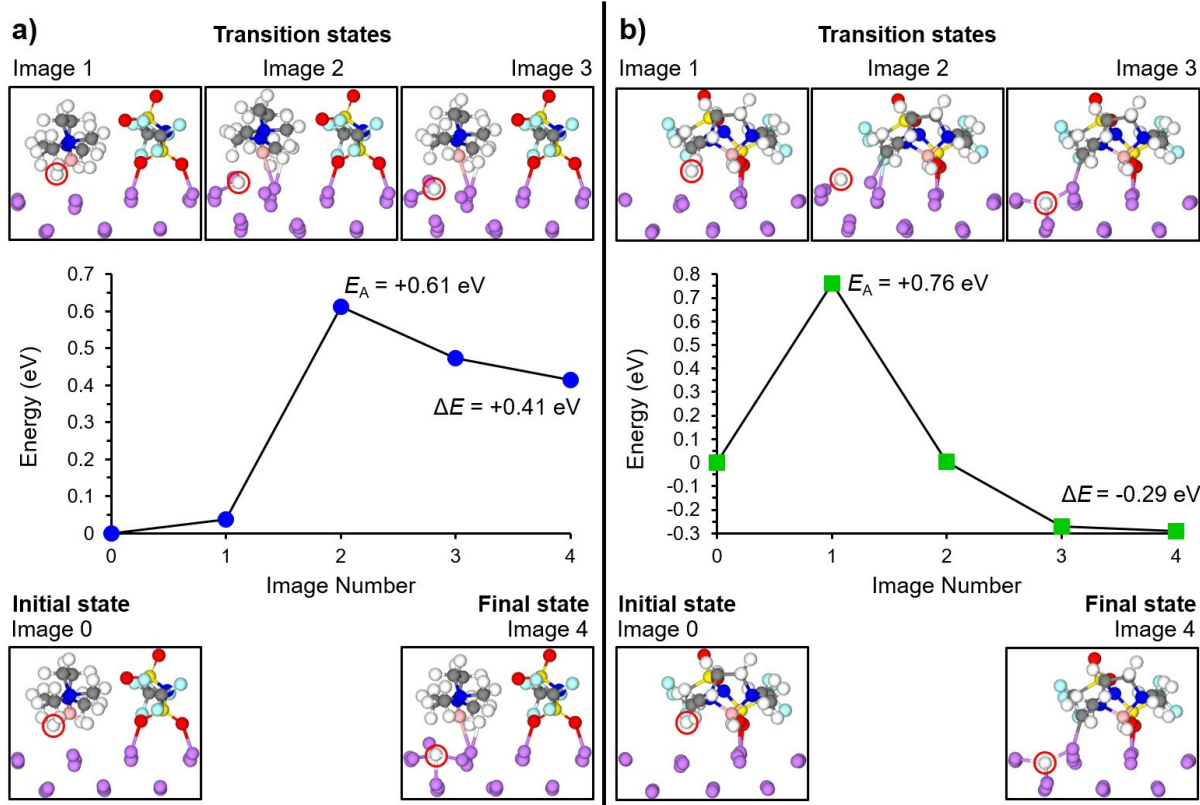 a)
Transition states
Image 1
Image 2
Image 3
0.7
0.6
0.5
0.4
0.3
0.2
0.1
0
Energy (eV)
E_A = +0.61 eV
ΔE = +0.41 eV
0 1 2 3 4
Image Number
Initial state
Image 0
Final state
Image 4
b)
Transition states
Image 1
Image 2
Image 3
0.8
0.7
0.6
0.5
0.4
0.3
0.2
0.1
0
-0.1
-0.2
-0.3
Energy (eV)
E_A = +0.76 eV
ΔE = -0.29 eV
0 1 2 3 4
Image Number
Initial state
Image 0
Final state
Image 4